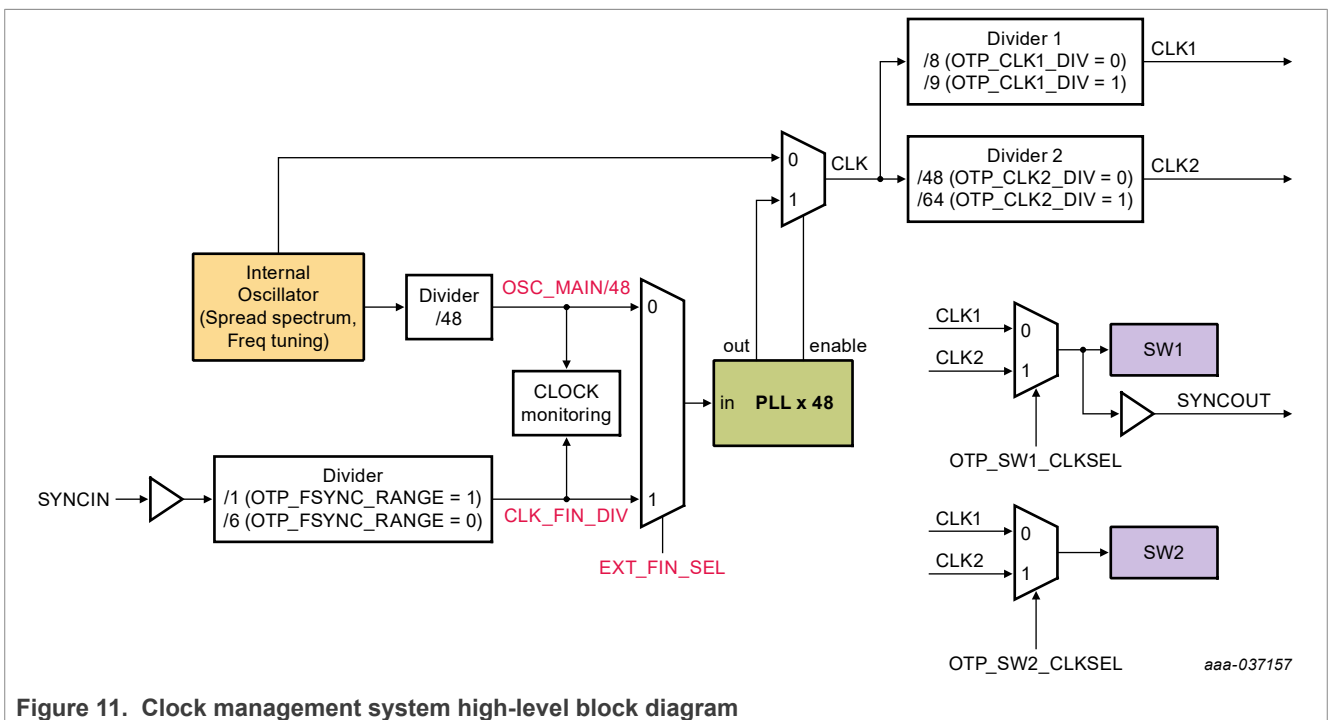 Divider 1
/8 (OTP_CLK1_DIV = 0)
/9 (OTP_CLK1_DIV = 1)
CLK1
0
1
CLK
Divider 2
/48 (OTP_CLK2_DIV = 0)
/64 (OTP_CLK2_DIV = 1)
CLK2
Internal
Oscillator
(Spread spectrum,
Freq tuning)
Divider
/48
OSC_MAIN/48
0
1
CLOCK
monitoring
out
enable
in
PLL x 48
SYNCIN
Divider
/1 (OTP_FSYNC_RANGE = 1)
/6 (OTP_FSYNC_RANGE = 0)
CLK_FIN_DIV
EXT_FIN_SEL
CLK1
CLK2
0
1
SW1
SYNCOUT
OTP_SW1_CLKSEL
CLK1
CLK2
0
1
SW2
OTP_SW2_CLKSEL
aaa-037157
Figure 11. Clock management system high-level block diagram